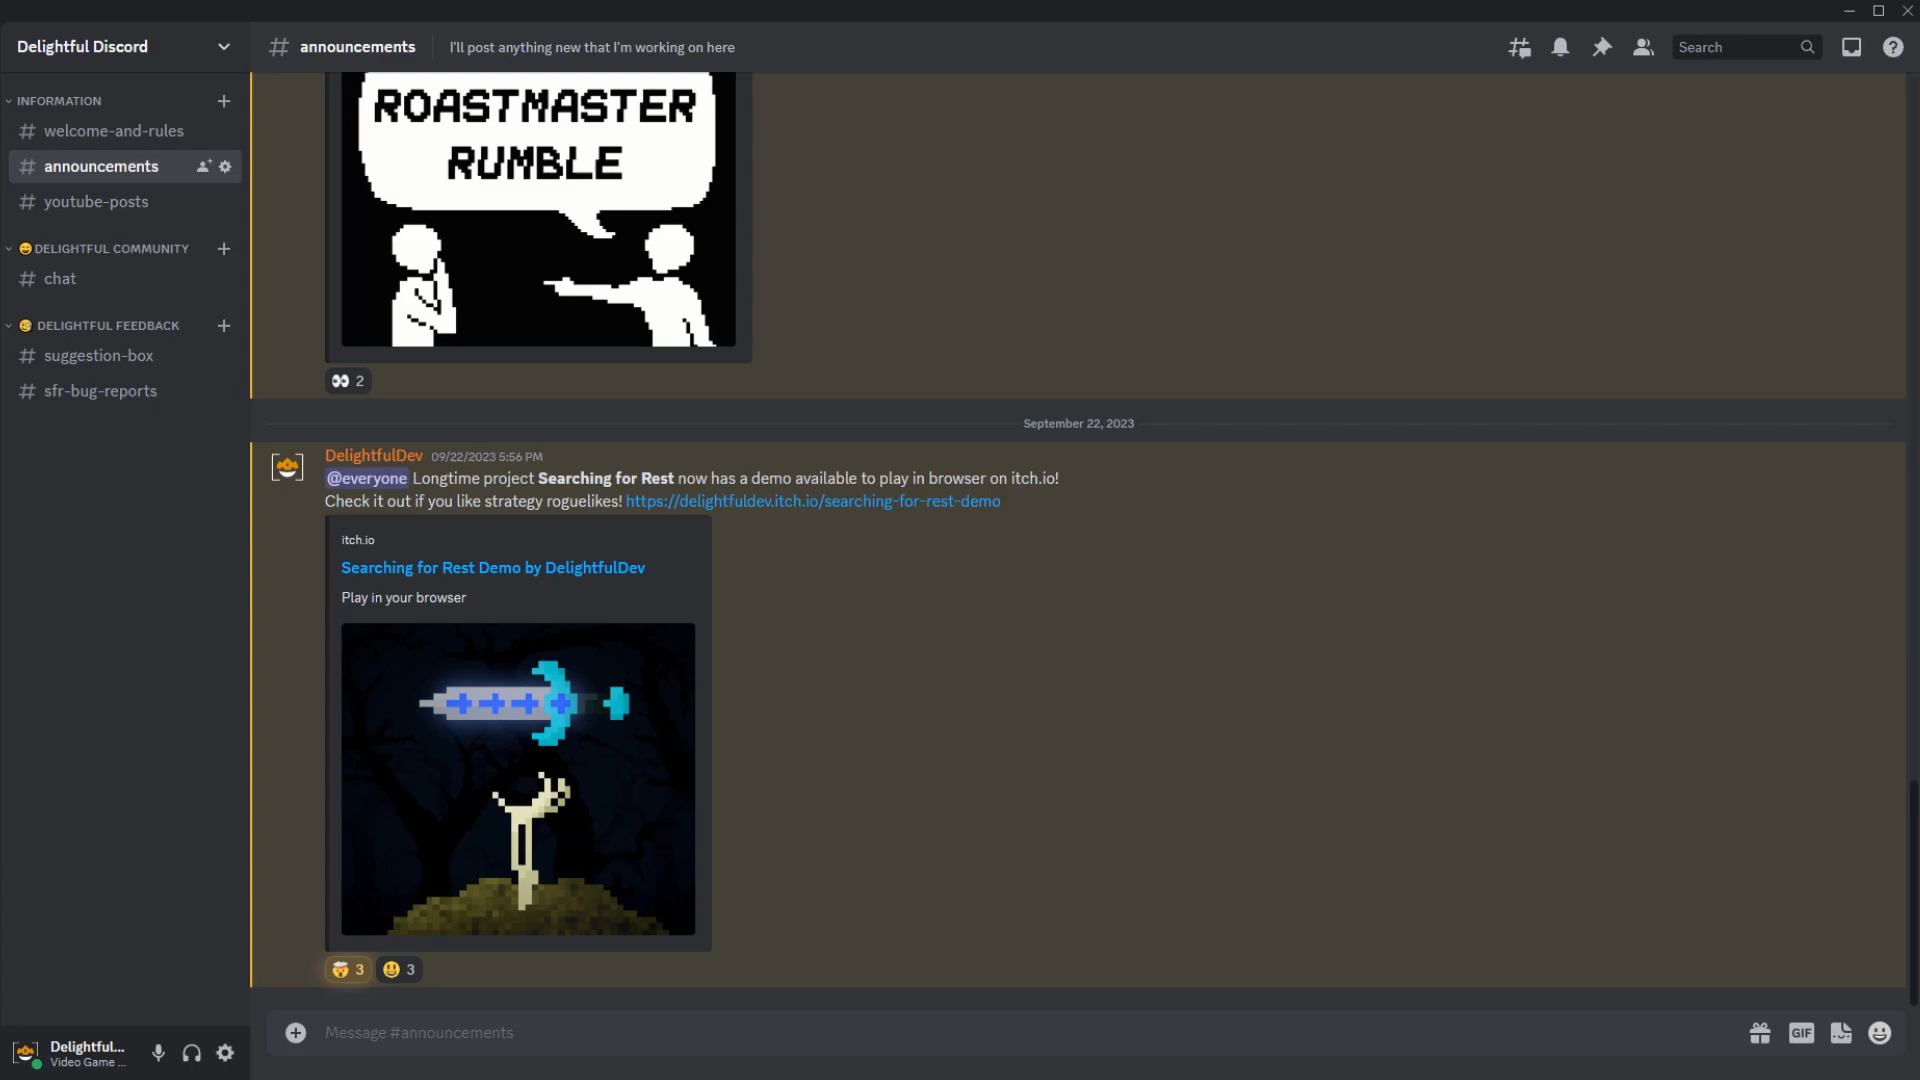 Delightful Discord
announcements
I'll post anything new that I'm working on here
Search
INFORMATION
welcome-and-rules
announcements
youtube-posts
DELIGHTFUL COMMUNITY
chat
DELIGHTFUL FEEDBACK
suggestion-box
sfr-bug-reports
ROASTMASTER
RUMBLE
2
September 22, 2023
DelightfulDev 09/22/2023 5:56 PM
@everyone Longtime project Searching for Rest now has a demo available to play in browser on itch.io!
Check it out if you like strategy roguelikes! https://delightfuldev.itch.io/searching-for-rest-demo
itch.io
Searching for Rest Demo by DelightfulDev
Play in your browser
3 3
Message #announcements
GIF
Delightful...
Video Game ...